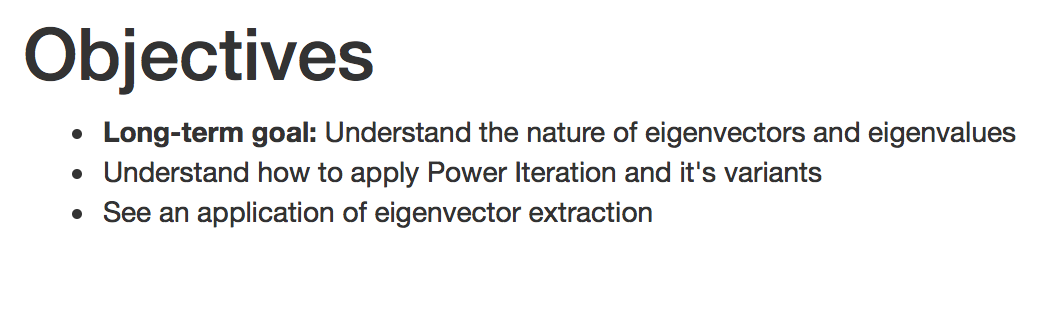 Objectives
• Long-term goal: Understand the nature of eigenvectors and eigenvalues
• Understand how to apply Power Iteration and it's variants
• See an application of eigenvector extraction